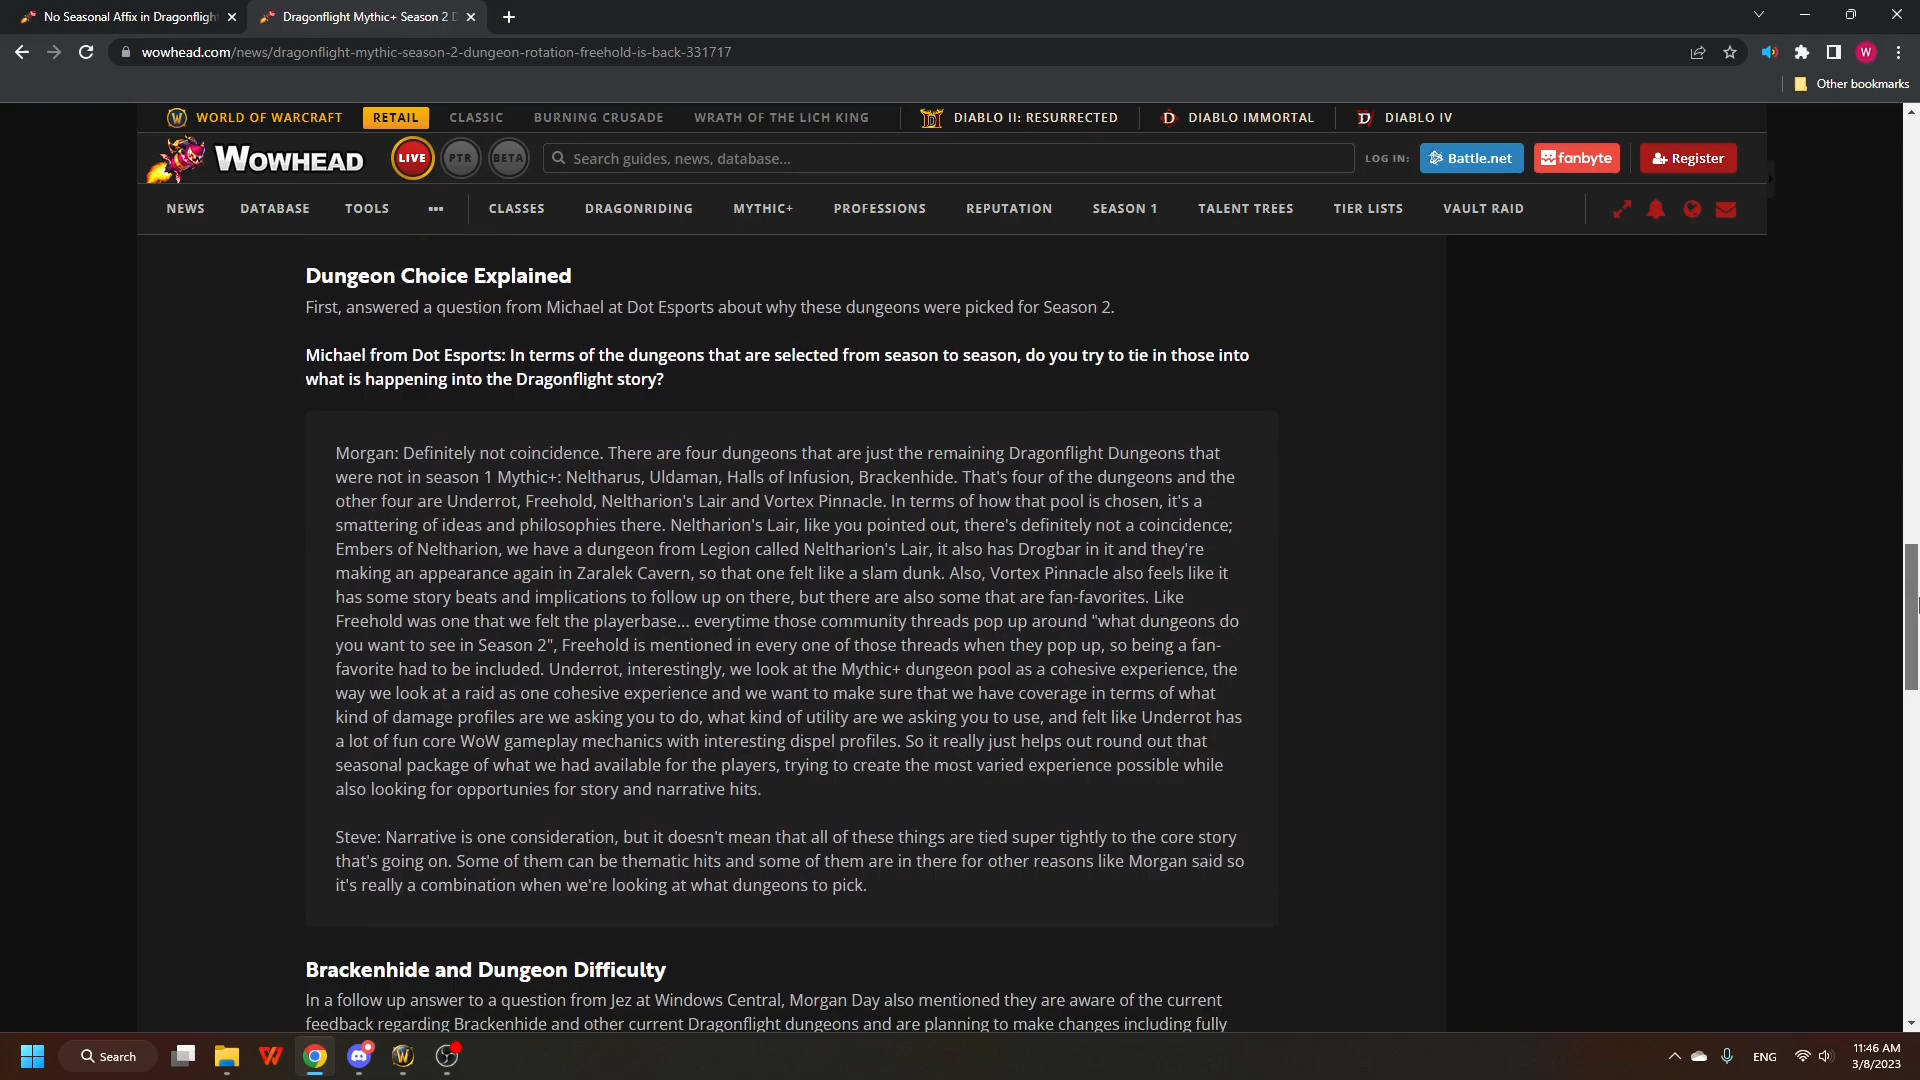 No Seasonal Affix in Dragonflight
Dragonflight Mythic+ Season 2 D
wowhead.com/news/dragonflight-mythic-season-2-dungeon-rotation-freehold-is-back-331717
W
Other bookmarks
WORLD OF WARCRAFT RETAIL CLASSIC BURNING CRUSADE WRATH OF THE LICH KING DIABLO II: RESURRECTED DIABLO IMMORTAL DIABLO IV
WOWHEAD LIVE PTR BETA Search guides, news, database... LOG IN: Battle.net fanbyte Register
NEWS DATABASE TOOLS ••• CLASSES DRAGONRIDING MYTHIC+ PROFESSIONS REPUTATION SEASON 1 TALENT TREES TIER LISTS VAULT RAID
Dungeon Choice Explained
First, answered a question from Michael at Dot Esports about why these dungeons were picked for Season 2.
Michael from Dot Esports: In terms of the dungeons that are selected from season to season, do you try to tie in those into
what is happening into the Dragonflight story?
Morgan: Definitely not coincidence. There are four dungeons that are just the remaining Dragonflight Dungeons that
were not in season 1 Mythic+: Neltharus, Uldaman, Halls of Infusion, Brackenhide. That's four of the dungeons and the
other four are Underrot, Freehold, Neltharion's Lair and Vortex Pinnacle. In terms of how that pool is chosen, it's a
smattering of ideas and philosophies there. Neltharion's Lair, like you pointed out, there's definitely not a coincidence;
Embers of Neltharion, we have a dungeon from Legion called Neltharion's Lair, it also has Drogbar in it and they're
making an appearance again in Zaralek Cavern, so that one felt like a slam dunk. Also, Vortex Pinnacle also feels like it
has some story beats and implications to follow up on there, but there are also some that are fan-favorites. Like
Freehold was one that we felt the playerbase... everytime those community threads pop up around "what dungeons do
you want to see in Season 2", Freehold is mentioned in every one of those threads when they pop up, so being a fan-
favorite had to be included. Underrot, interestingly, we look at the Mythic+ dungeon pool as a cohesive experience, the
way we look at a raid as one cohesive experience and we want to make sure that we have coverage in terms of what
kind of damage profiles are we asking you to do, what kind of utility are we asking you to use, and felt like Underrot has
a lot of fun core WoW gameplay mechanics with interesting dispel profiles. So it really just helps out round out that
seasonal package of what we had available for the players, trying to create the most varied experience possible while
also looking for opportunies for story and narrative hits.
Steve: Narrative is one consideration, but it doesn't mean that all of these things are tied super tightly to the core story
that's going on. Some of them can be thematic hits and some of them are in there for other reasons like Morgan said so
it's really a combination when we're looking at what dungeons to pick.
Brackenhide and Dungeon Difficulty
In a follow up answer to a question from Jez at Windows Central, Morgan Day also mentioned they are aware of the current
feedback regarding Brackenhide and other current Dragonflight dungeons and are planning to make changes including fully
Search
ENG
11:46 AM
3/8/2023